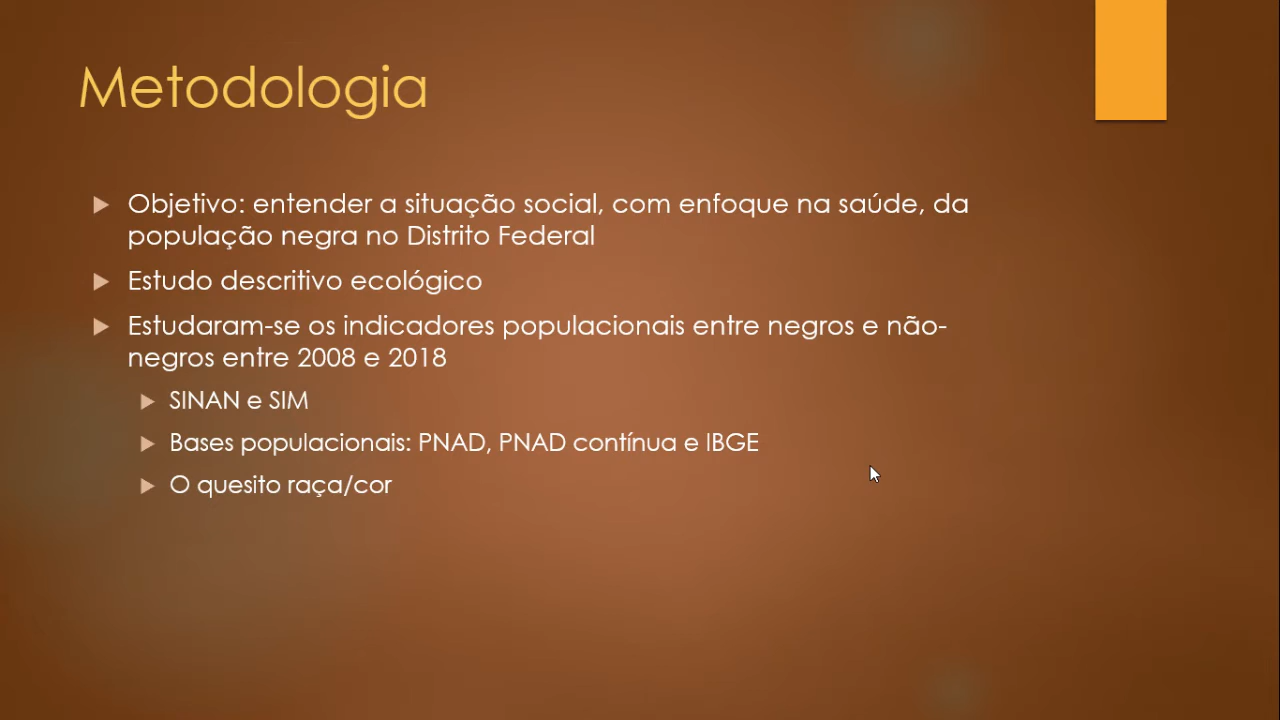 Metodologia
Objetivo: entender a situação social, com enfoque na saúde, da
população negra no Distrito Federal
Estudo descritivo ecológico
Estudaram-se os indicadores populacionais entre negros e não-
negros entre 2008 e 2018
SINAN e SIM
Bases populacionais: PNAD, PNAD contínua e IBGE
O quesito raça/cor